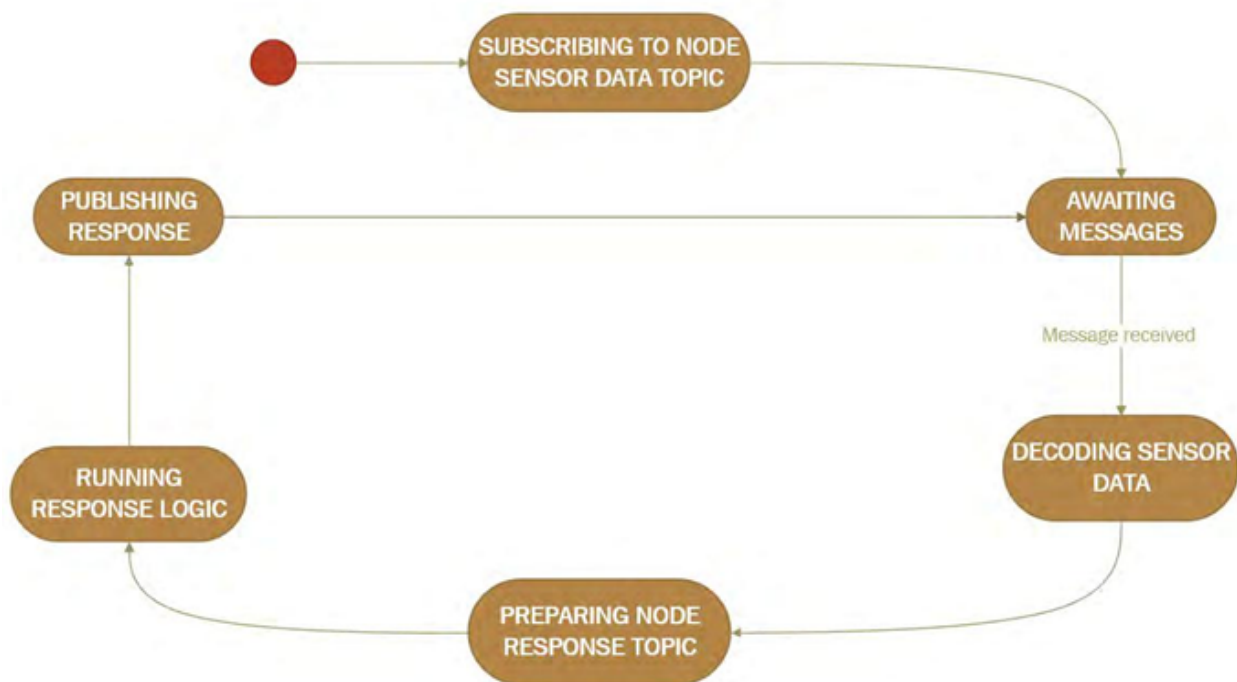 SUBSCRIBING TO NODE
SENSOR DATA TOPIC
PUBLISHING
RESPONSE
AWAITING
MESSAGES
Message received
RUNNING
RESPONSE LOGIC
DECODING SENSOR
DATA
PREPARING NODE
RESPONSE TOPIC